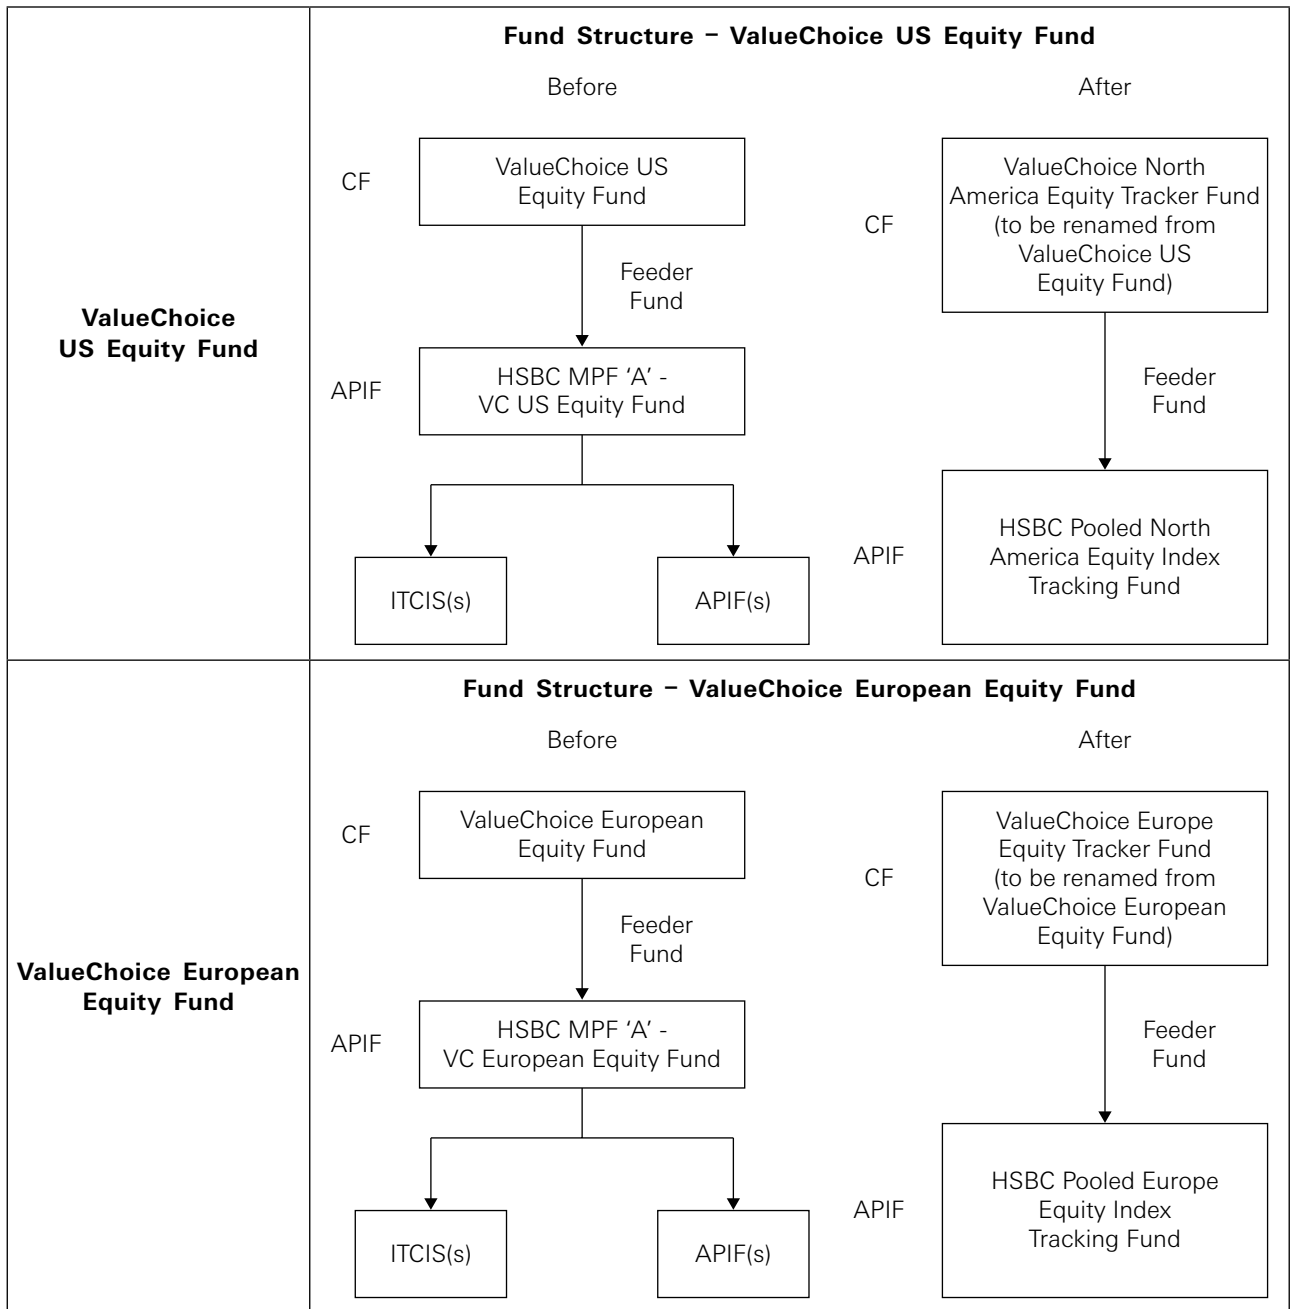 ValueChoice
US Equity Fund
Fund Structure – ValueChoice US Equity Fund
Before
After
CF
ValueChoice US
Equity Fund
Feeder
Fund
APIF
HSBC MPF ‘A’ -
VC US Equity Fund
ITCIS(s)
APIF(s)
CF
ValueChoice North
America Equity Tracker Fund
(to be renamed from
ValueChoice US
Equity Fund)
Feeder
Fund
APIF
HSBC Pooled North
America Equity Index
Tracking Fund
ValueChoice European
Equity Fund
Fund Structure – ValueChoice European Equity Fund
Before
After
CF
ValueChoice European
Equity Fund
Feeder
Fund
APIF
HSBC MPF ‘A’ -
VC European Equity Fund
ITCIS(s)
APIF(s)
CF
ValueChoice Europe
Equity Tracker Fund
(to be renamed from
ValueChoice European
Equity Fund)
Feeder
Fund
APIF
HSBC Pooled Europe
Equity Index
Tracking Fund